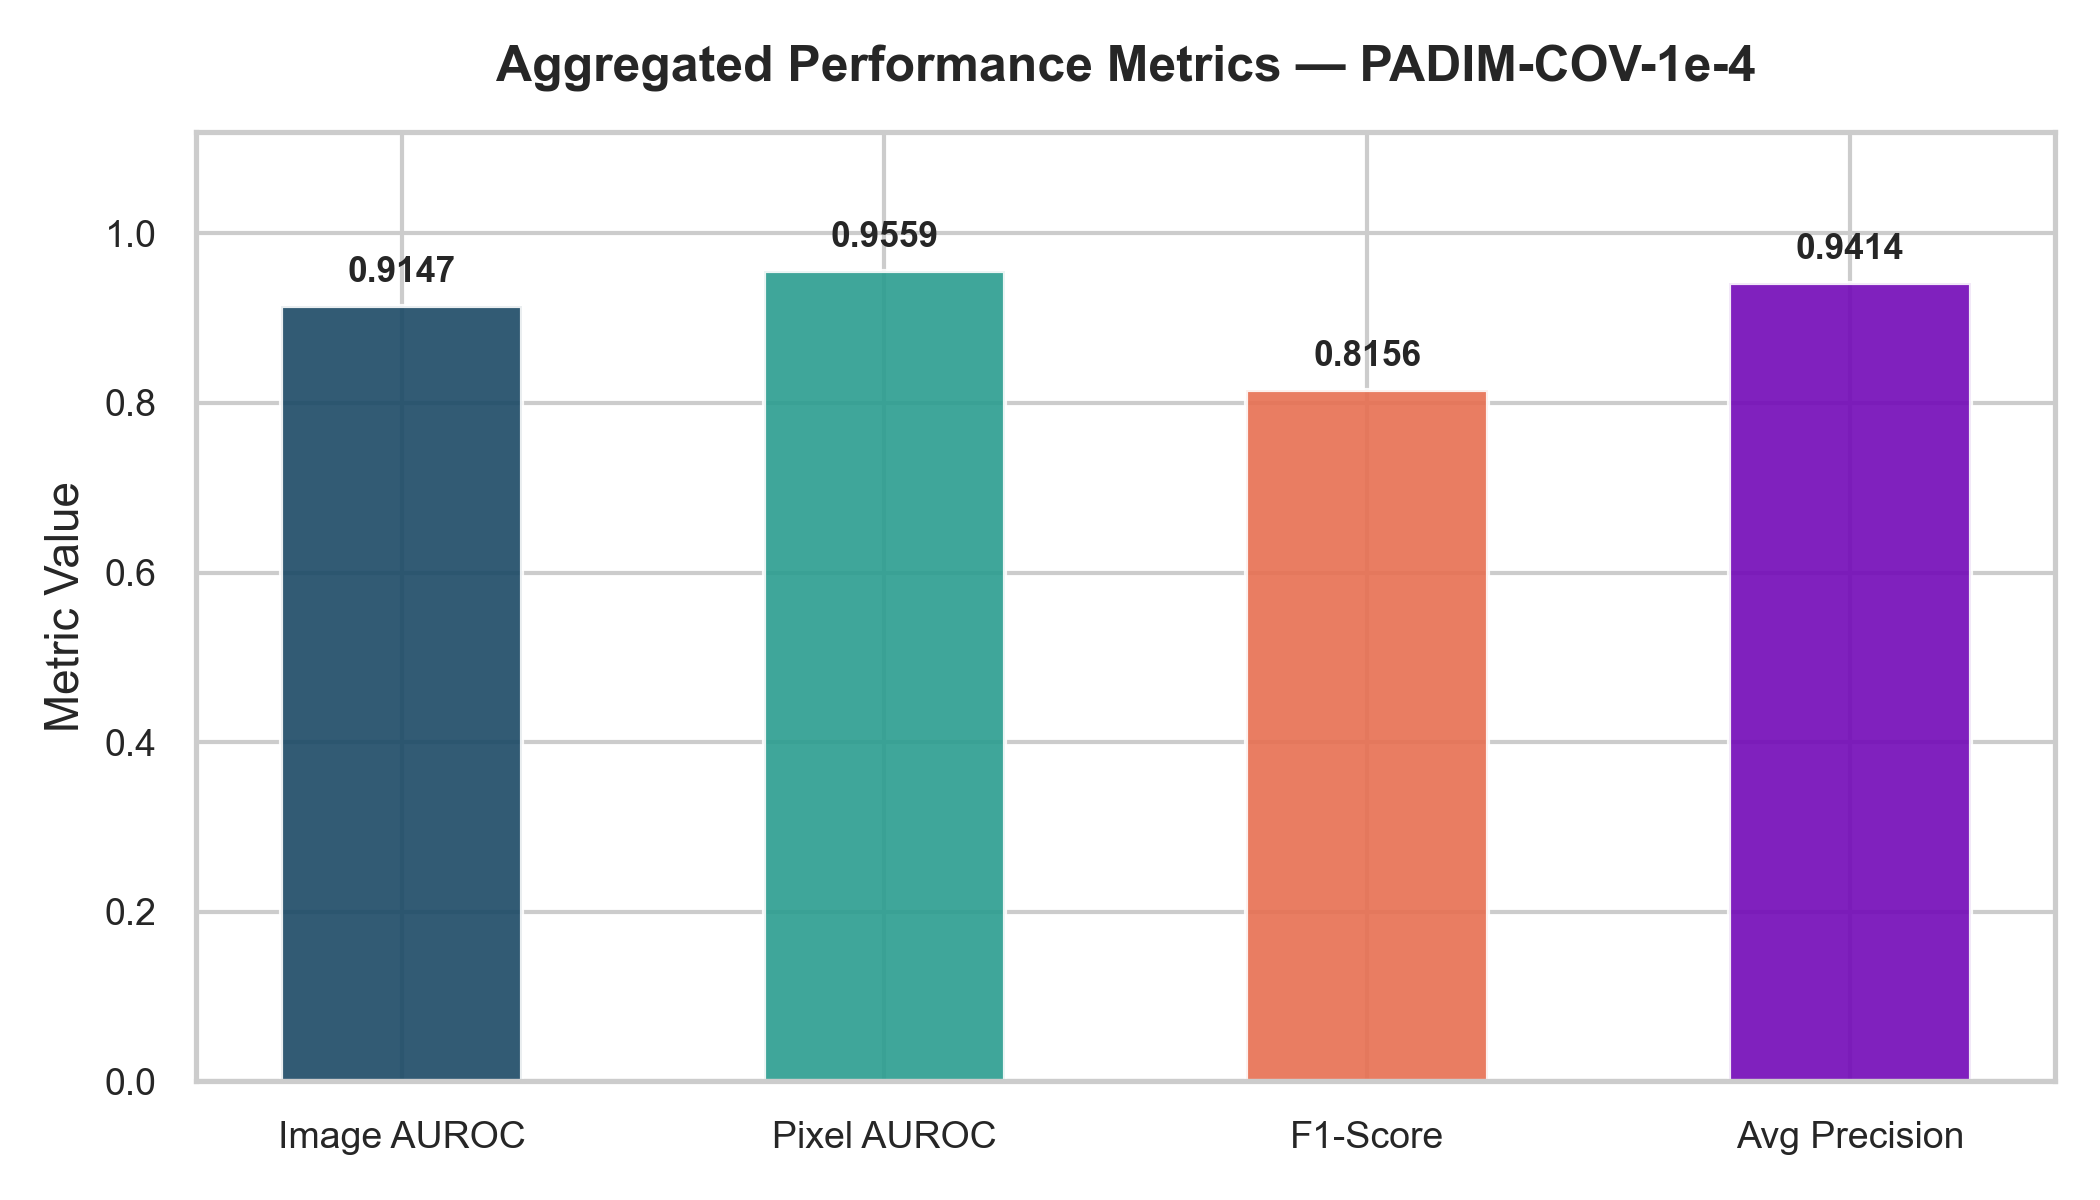 Aggregated Performance Metrics — PADIM-COV-1e-4
Metric Value
1.0
0.8
0.6
0.4
0.2
0.0
0.9147
0.9559
0.8156
0.9414
Image AUROC
Pixel AUROC
F1-Score
Avg Precision